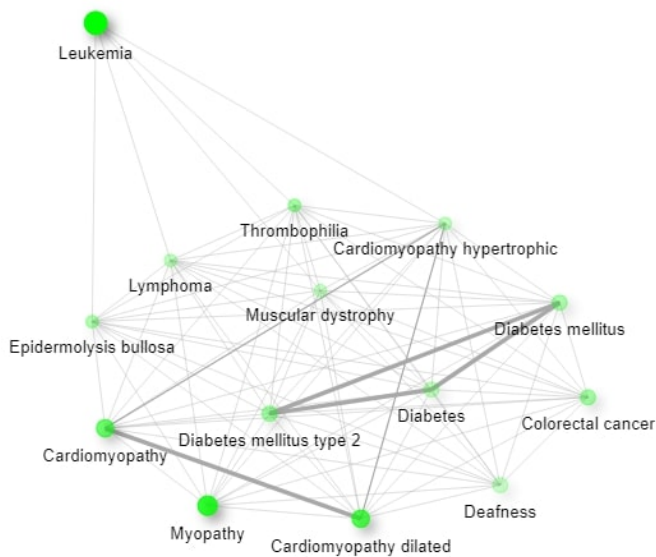 Leukemia
Thrombophilia
Cardiomyopathy hypertrophic
Lymphoma
Muscular dystrophy
Diabetes mellitus
Epidermolysis bullosa
Diabetes
Colorectal cancer
Diabetes mellitus type 2
Cardiomyopathy
Deafness
Myopathy
Cardiomyopathy dilated